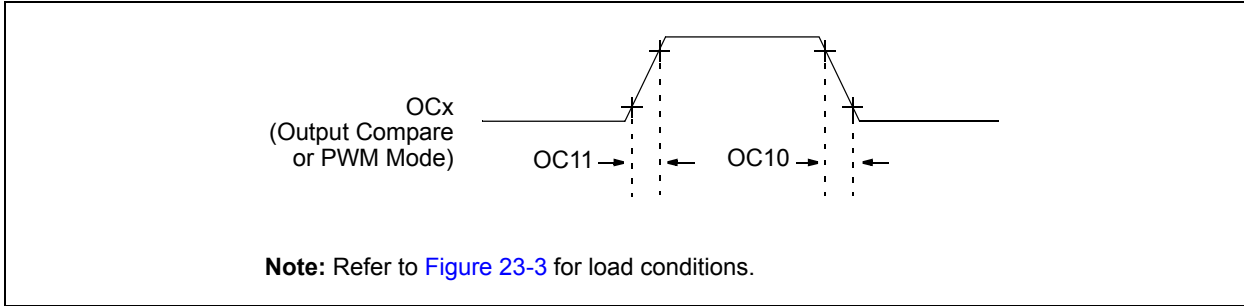 OCx
(Output Compare
or PWM Mode)
OC11
OC10
Note: Refer to Figure 23-3 for load conditions.